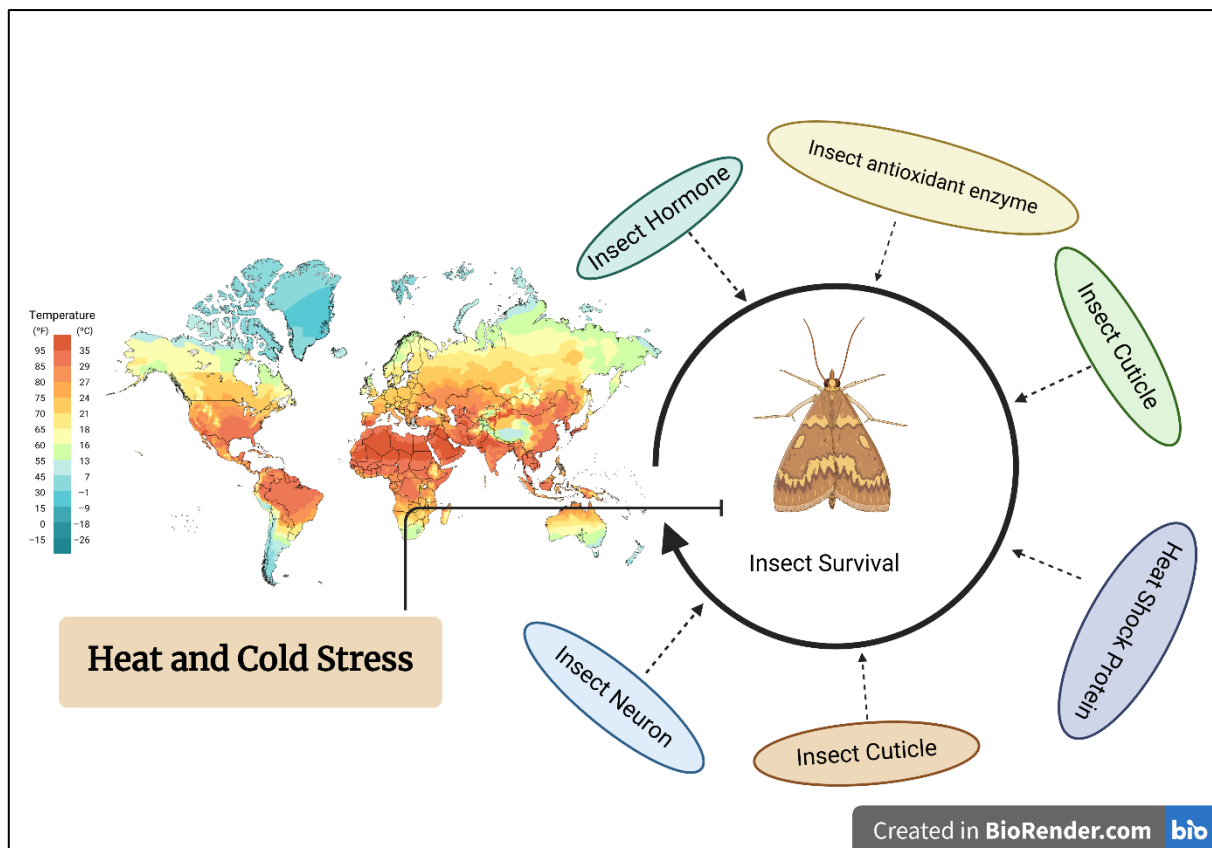 Insect antioxidant enzyme
Insect Hormone
Insect Cuticle
Temperature
(°F) (°C)
95 35
85 29
80 27
75 24
70 21
65 18
60 16
55 13
45 7
30 −1
15 −9
0 −18
−15 −26
Insect Survival
Heat Shock Protein
Heat and Cold Stress
Insect Neuron
Insect Cuticle
Created in BioRender.com bio